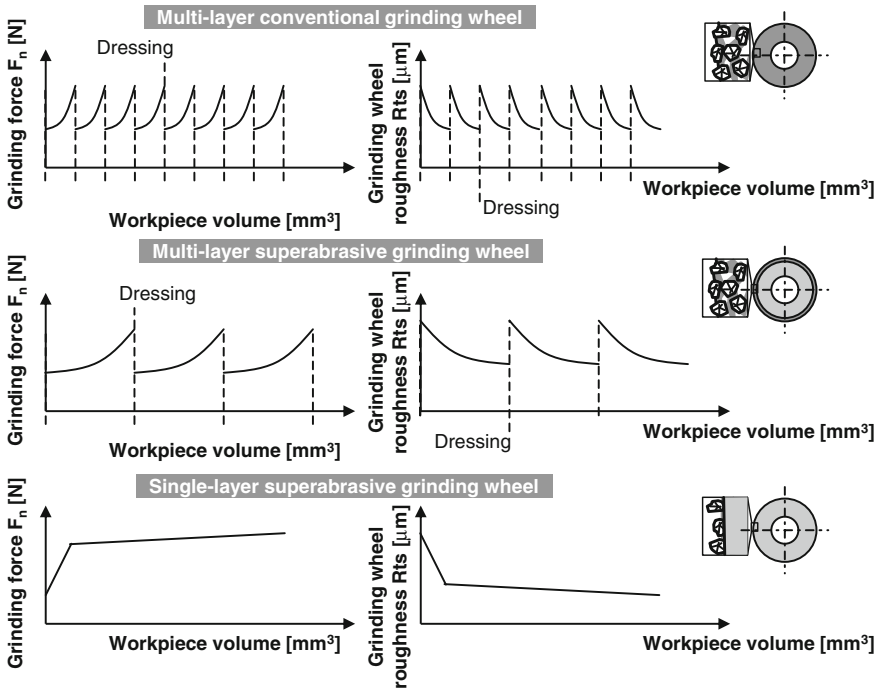 Multi-layer conventional grinding wheel
Grinding force Fₙ [N]
Dressing
Workpiece volume [mm³]
Grinding wheel
roughness Rts [μm]
Dressing
Workpiece volume [mm³]
Multi-layer superabrasive grinding wheel
Grinding force Fₙ [N]
Dressing
Workpiece volume [mm³]
Grinding wheel
roughness Rts [μm]
Dressing
Workpiece volume [mm³]
Single-layer superabrasive grinding wheel
Grinding force Fₙ [N]
Workpiece volume [mm³]
Grinding wheel
roughness Rts [μm]
Workpiece volume [mm³]